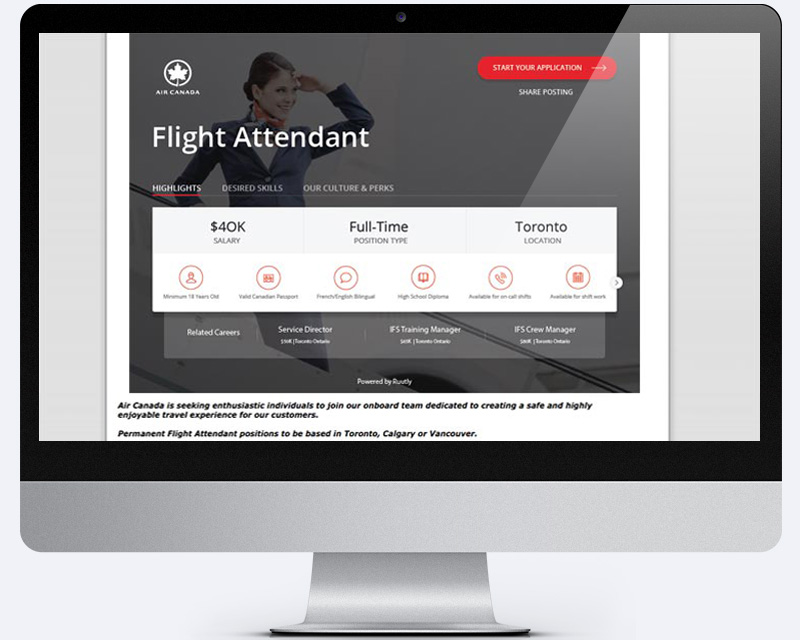 AIR CANADA
START YOUR APPLICATION
SHARE POSTING
Flight Attendant
HIGHLIGHTS DESIRED SKILLS OUR CULTURE & PERKS
$40K Full-Time Toronto
SALARY POSITION TYPE LOCATION
Minimum 18 Years Old Valid Canadian Passport French/English Bilingual High School Diploma Available for on-call shifts Available for shift work
Related Careers Service Director IFS Training Manager IFS Crew Manager
|Toronto Ontario |Toronto Ontario |Toronto Ontario
Powered by Ruutly
Air Canada is seeking enthusiastic individuals to join our onboard team dedicated to creating a safe and highly
enjoyable travel experience for our customers.
Permanent Flight Attendant positions to be based in Toronto, Calgary or Vancouver.